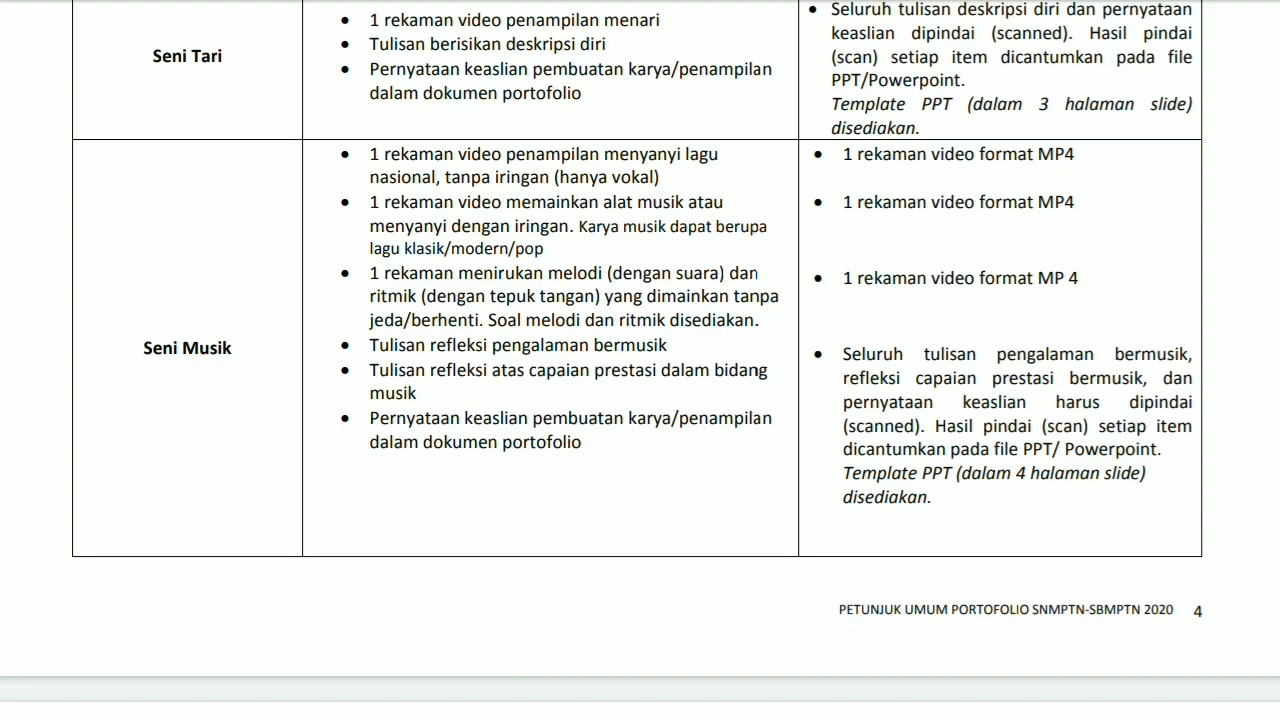 Seni Tari
• 1 rekaman video penampilan menari
• Tulisan berisikan deskripsi diri
• Pernyataan keaslian pembuatan karya/penampilan
dalam dokumen portofolio
• Seluruh tulisan deskripsi diri dan pernyataan
keaslian dipindai (scanned). Hasil pindai
(scan) setiap item dicantumkan pada file
PPT/Powerpoint.
Template PPT (dalam 3 halaman slide)
disediakan.
Seni Musik
• 1 rekaman video penampilan menyanyi lagu
nasional, tanpa iringan (hanya vokal)
• 1 rekaman video memainkan alat musik atau
menyanyi dengan iringan. Karya musik dapat berupa
lagu klasik/modern/pop
• 1 rekaman menirukan melodi (dengan suara) dan
ritmik (dengan tepuk tangan) yang dimainkan tanpa
jeda/berhenti. Soal melodi dan ritmik disediakan.
• Tulisan refleksi pengalaman bermusik
• Tulisan refleksi atas capaian prestasi dalam bidang
musik
• Pernyataan keaslian pembuatan karya/penampilan
dalam dokumen portofolio
• 1 rekaman video format MP4
• 1 rekaman video format MP4
• 1 rekaman video format MP 4
• Seluruh tulisan pengalaman bermusik,
refleksi capaian prestasi bermusik, dan
pernyataan keaslian harus dipindai
(scanned). Hasil pindai (scan) setiap item
dicantumkan pada file PPT/ Powerpoint.
Template PPT (dalam 4 halaman slide)
disediakan.
PETUNJUK UMUM PORTOFOLIO SNMPTN-SBMPTN 2020 4